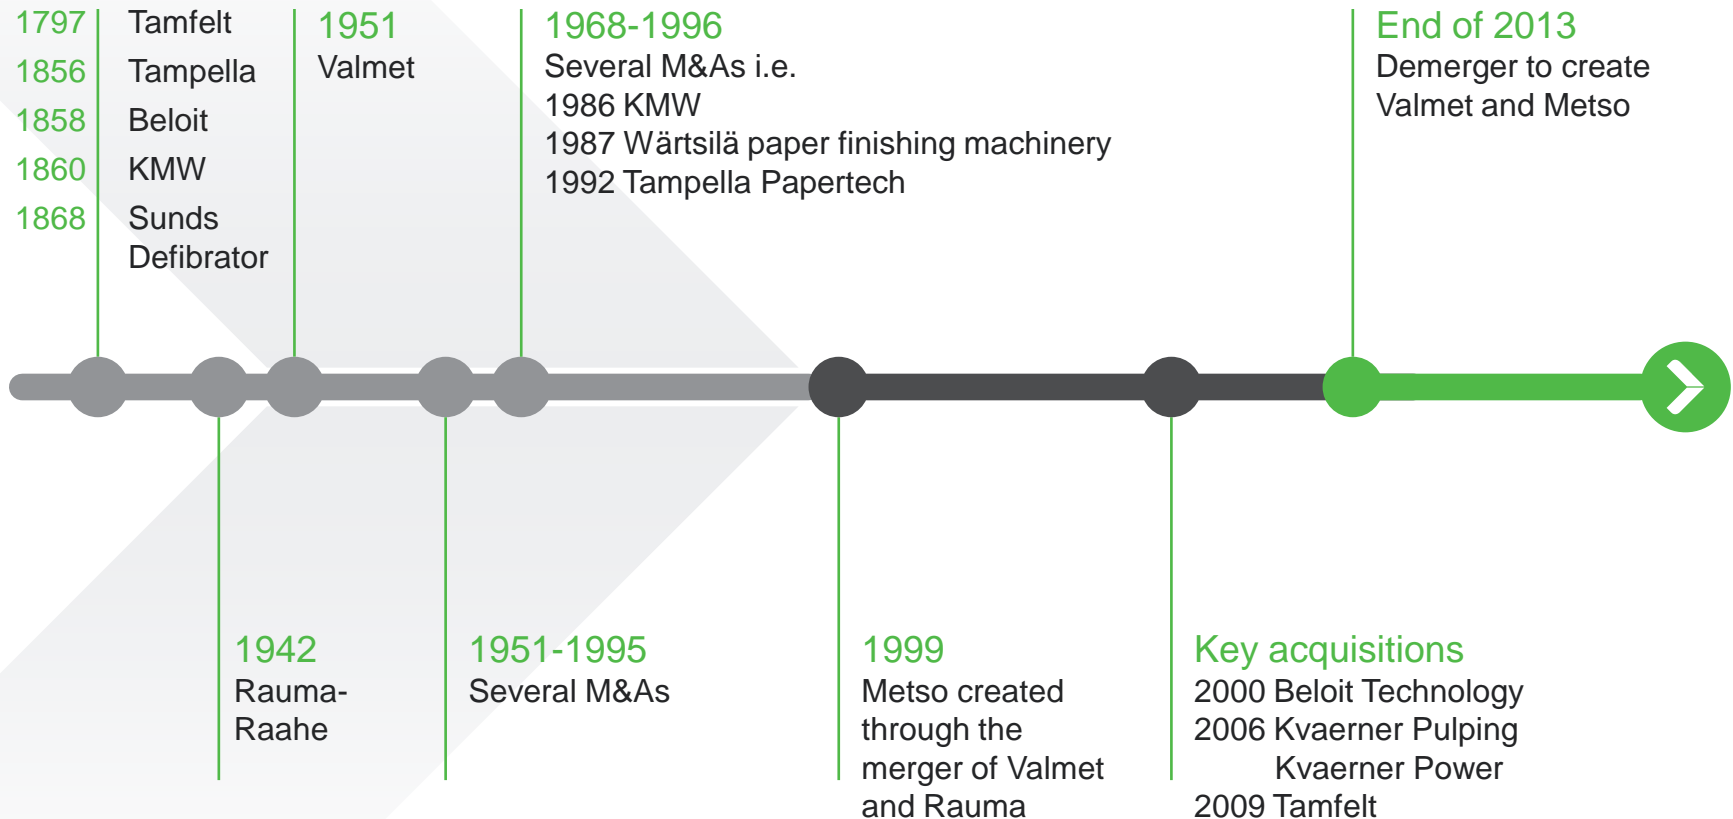 1797 Tamfelt
1856 Tampella
1858 Beloit
1860 KMW
1868 Sunds
Defibrator
1951
Valmet
1968-1996
Several M&As i.e.
1986 KMW
1987 Wärtsilä paper finishing machinery
1992 Tampella Papertech
End of 2013
Demerger to create
Valmet and Metso
1942
Rauma-
Raahe
1951-1995
Several M&As
1999
Metso created
through the
merger of Valmet
and Rauma
Key acquisitions
2000 Beloit Technology
2006 Kvaerner Pulping
Kvaerner Power
2009 Tamfelt